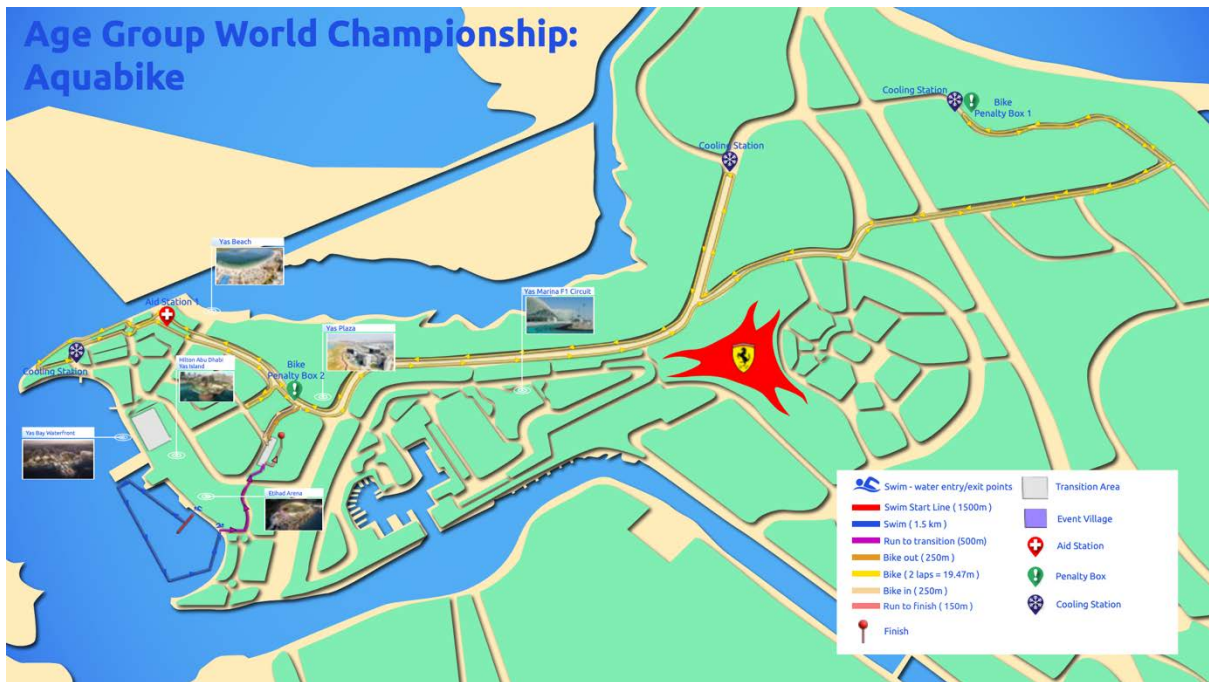 Age Group World Championship:
Aquabike
Cooling Station
Bike
Penalty Box 1
Cooling Station
Yas Beach
Aid Station 1
Yas Marina F1 Circuit
Yas Plaza
Hilton Abu Dhabi
Yas Island
Cooling Station
Bike
Penalty Box 2
Yas Bay Waterfront
Etihad Arena
Swim - water entry/exit points
Swim Start Line ( 1500m )
Swim ( 1.5 km )
Run to transition (500m)
Bike out ( 250m )
Bike ( 2 laps = 19.47m )
Bike in ( 250m )
Run to finish ( 150m )
Finish
Transition Area
Event Village
Aid Station
Penalty Box
Cooling Station